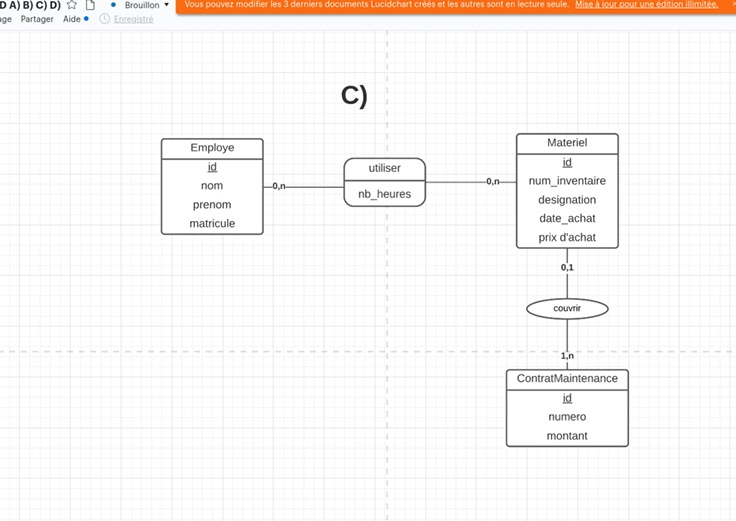 D A) B) C) D)
Brouillon
Vous pouvez modifier les 3 derniers documents Lucidchart créés et les autres sont en lecture seule. Mise à jour pour une édition illimitée.
Partager
Aide
Enregistré
C)
Employe
id
nom
prenom
matricule
0,n
utiliser
nb_heures
0,n
Materiel
id
num_inventaire
designation
date_achat
prix d'achat
0,1
couvrir
1,n
ContratMaintenance
id
numero
montant